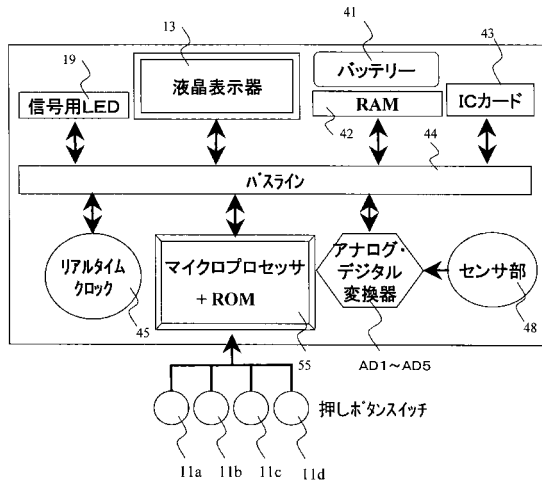 41
13
43
19
バッテリー
液晶表示器
信号用LED
RAM
ICカード
42
44
バスライン
リアルタイム
クロック
マイクロプロセッサ
+ ROM
アナログ・
デジタル
変換器
センサ部
45
48
55
AD1～AD5
押しボタンスイッチ
11a
11b
11c
11d